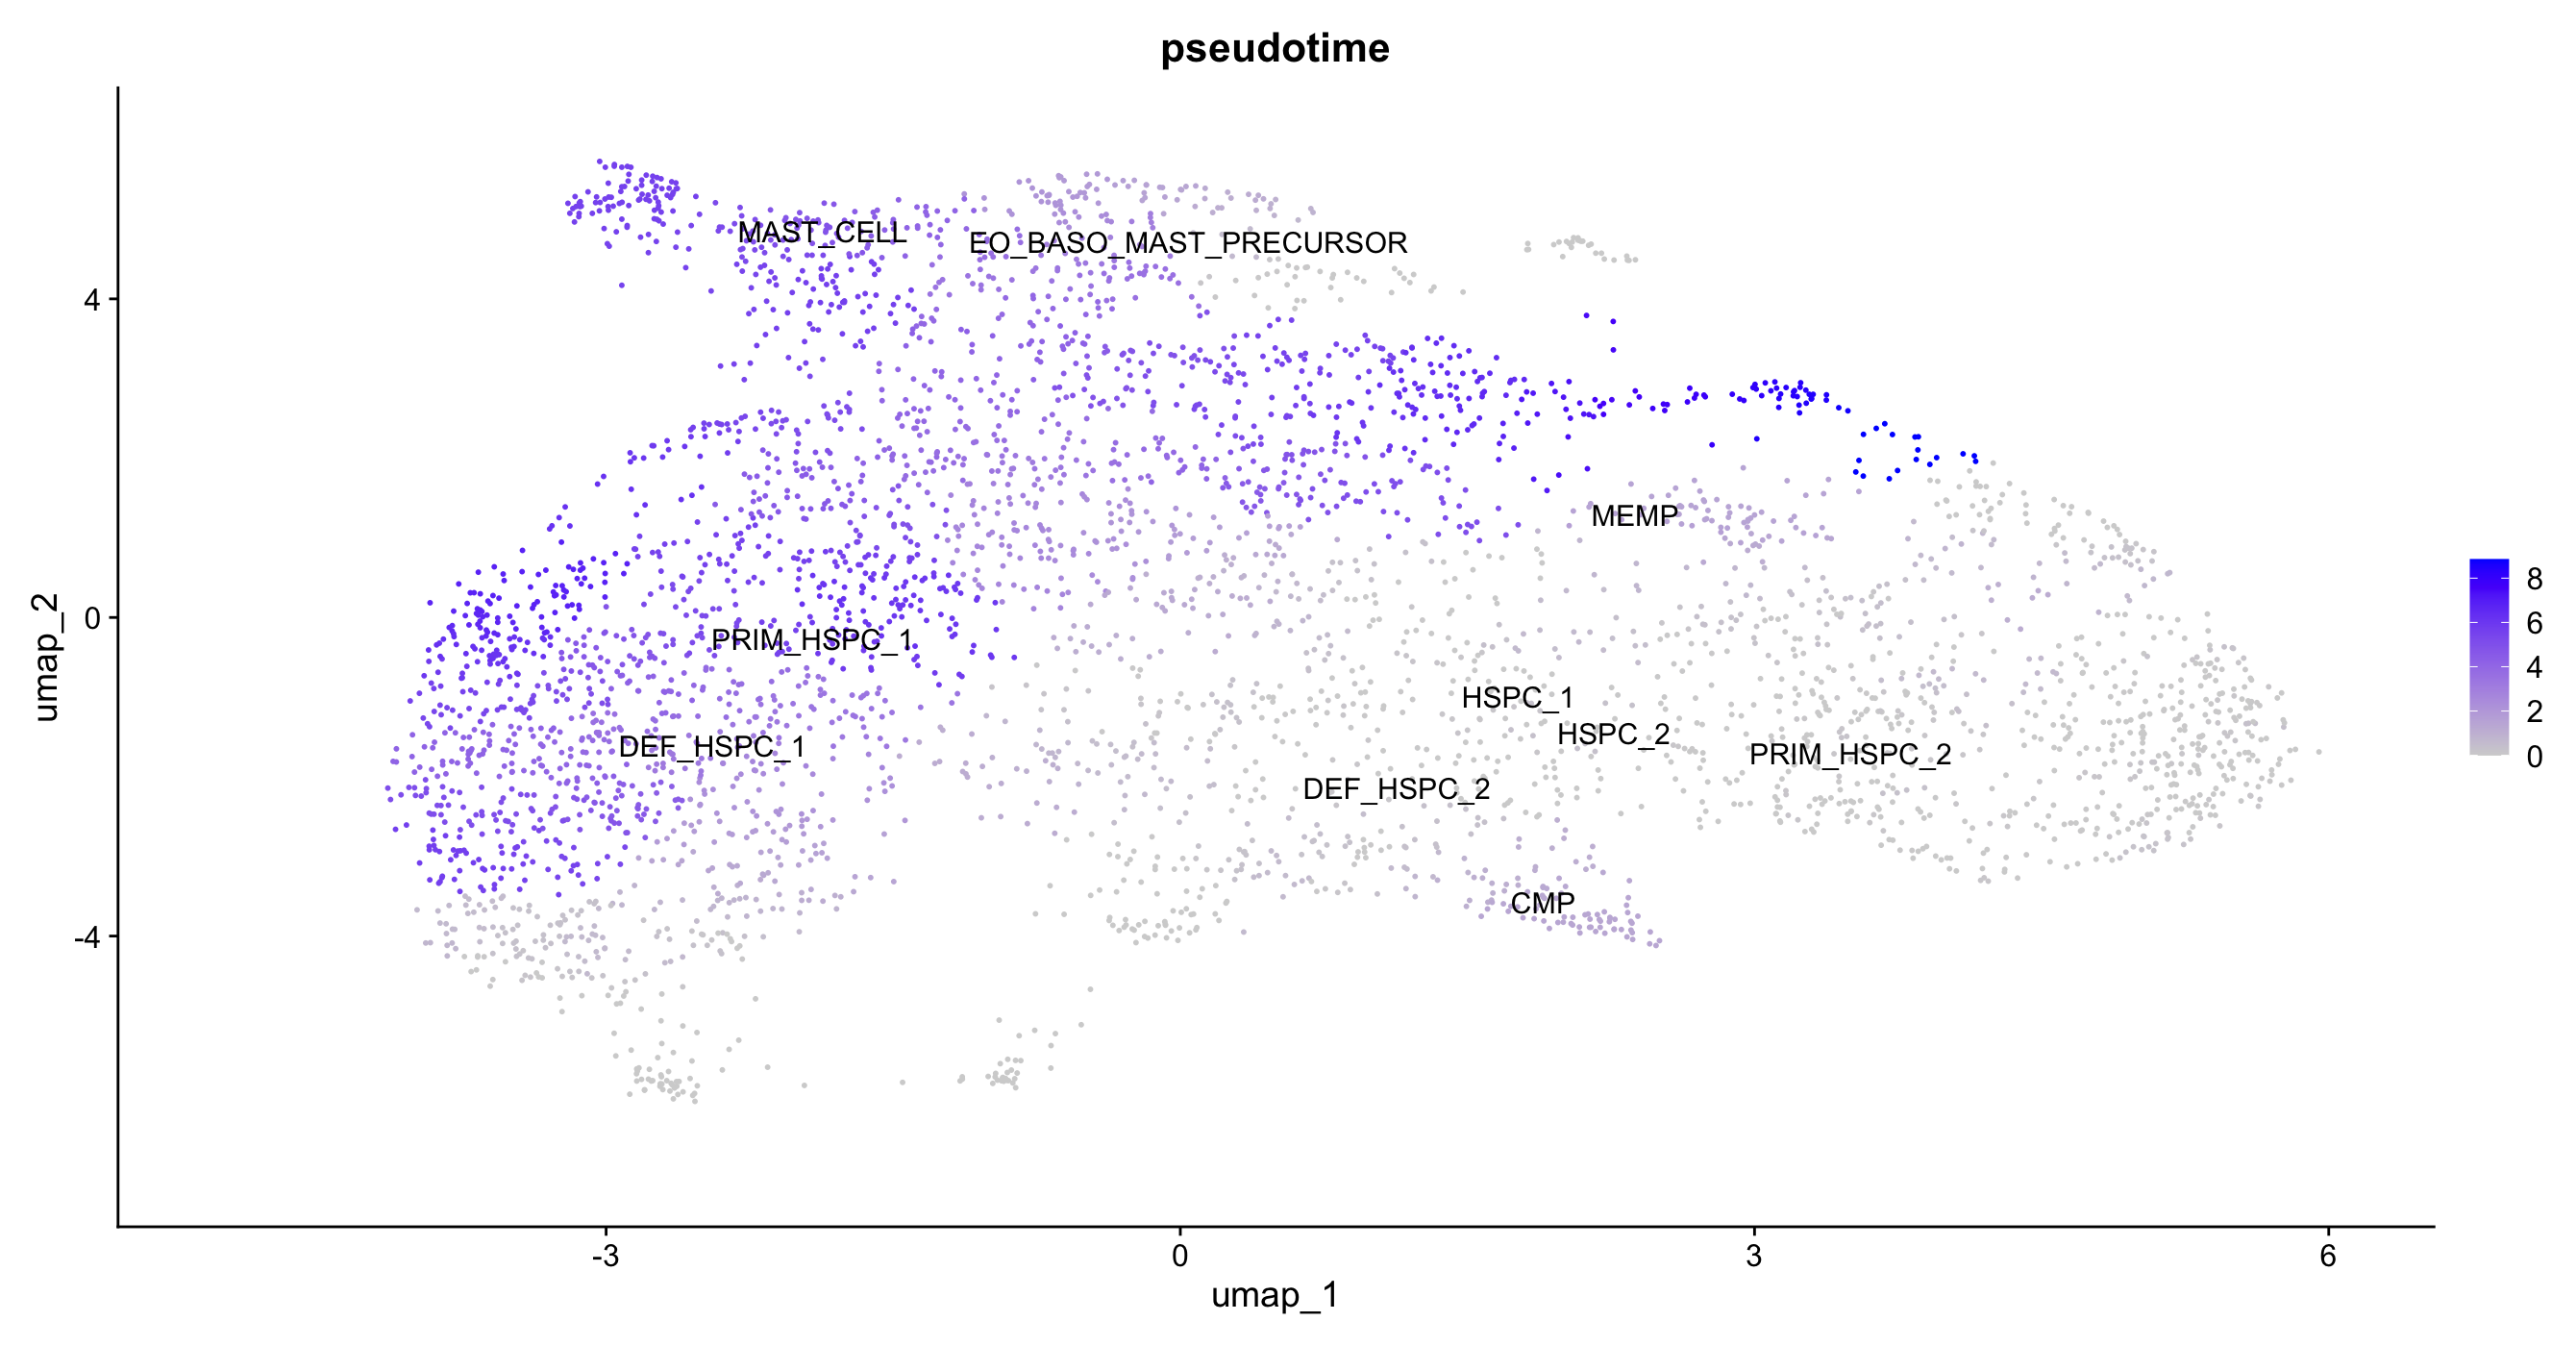 pseudotime
MAST_CELL
EO_BASO_MAST_PRECURSOR
MEMP
PRIM_HSPC_1
HSPC_1
HSPC_2
DEF_HSPC_1
PRIM_HSPC_2
DEF_HSPC_2
CMP
umap_2
4
0
-4
-3
0
3
6
umap_1
8
6
4
2
0